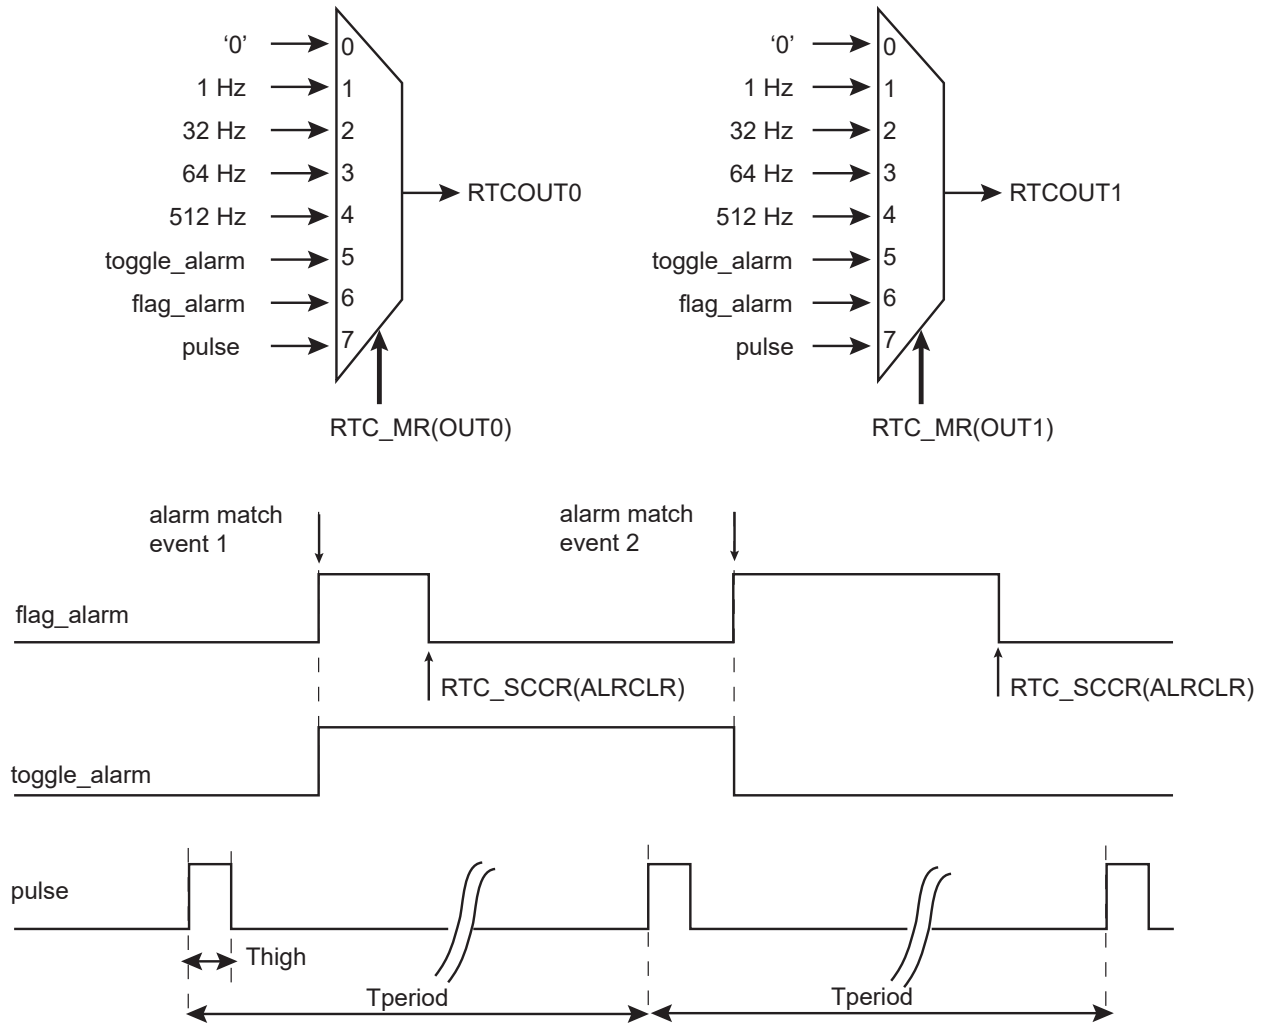 ‘0’
0
1 Hz
1
32 Hz
2
64 Hz
3
512 Hz
4
toggle_alarm
5
flag_alarm
6
pulse
7
RTCOUT0
RTC_MR(OUT0)
‘0’
0
1 Hz
1
32 Hz
2
64 Hz
3
512 Hz
4
toggle_alarm
5
flag_alarm
6
pulse
7
RTCOUT1
RTC_MR(OUT1)
alarm match
event 1
alarm match
event 2
flag_alarm
RTC_SCCR(ALRCLR)
RTC_SCCR(ALRCLR)
toggle_alarm
pulse
Thigh
Tperiod
Tperiod